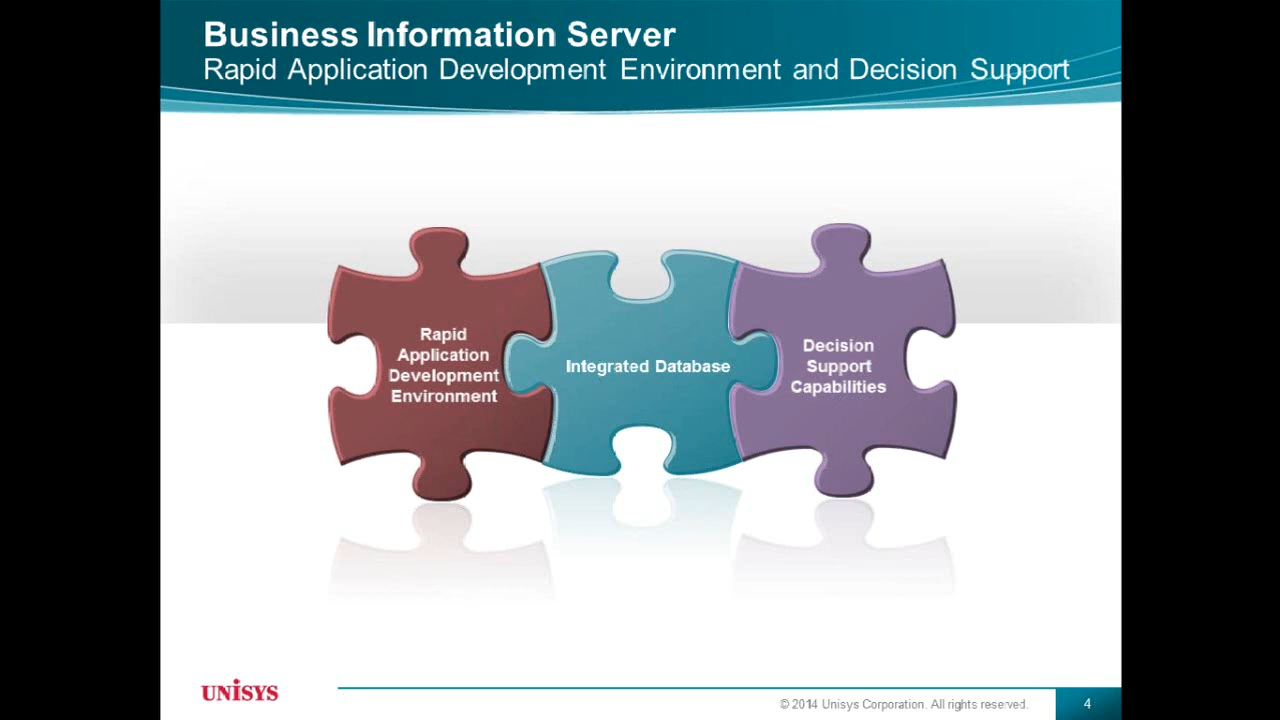 Business Information Server
Rapid Application Development Environment and Decision Support
Rapid
Application
Development
Environment
Integrated Database
Decision
Support
Capabilities
UNISYS
© 2014 Unisys Corporation. All rights reserved.
4